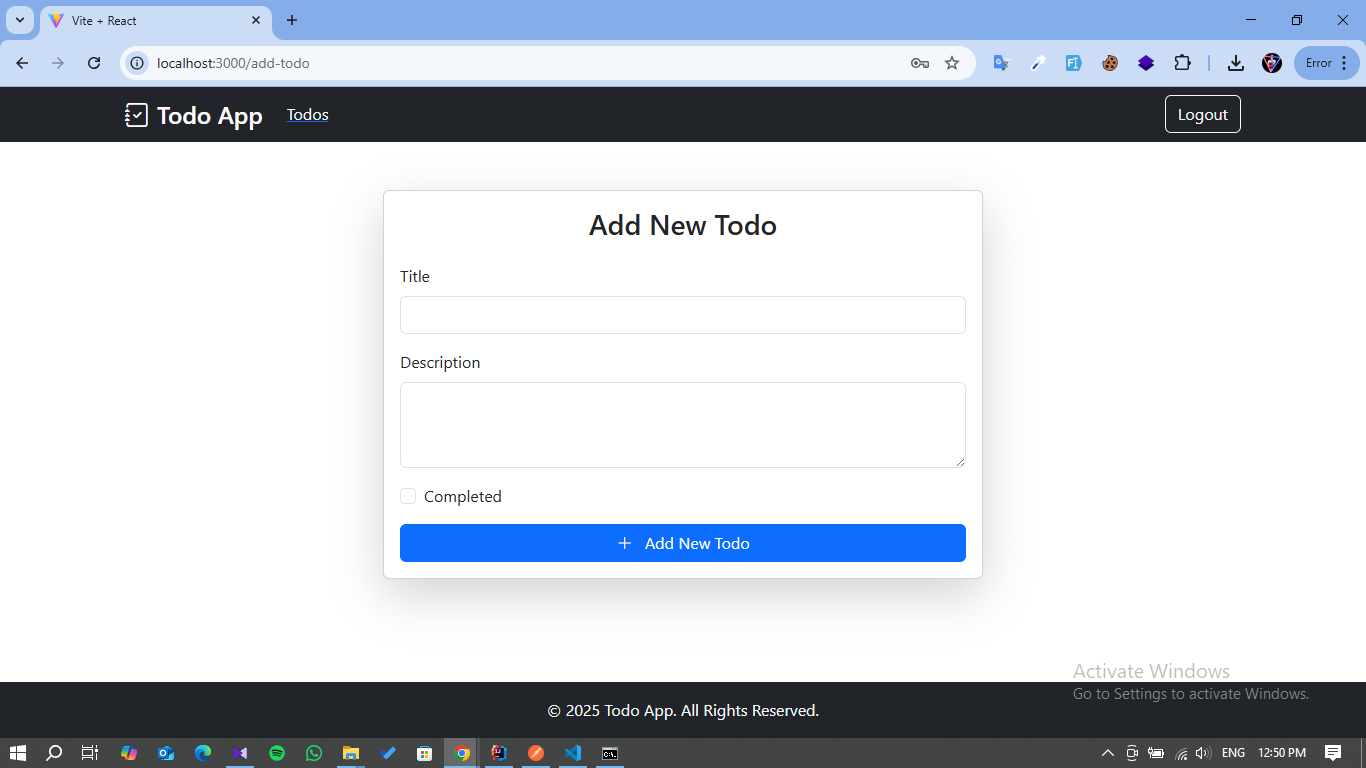 Vite + React
localhost:3000/add-todo
Error
Todo App
Todos
Logout
Add New Todo
Title
Description
Completed
Add New Todo
Activate Windows
Go to Settings to activate Windows.
© 2025 Todo App. All Rights Reserved.
ENG
12:50 PM